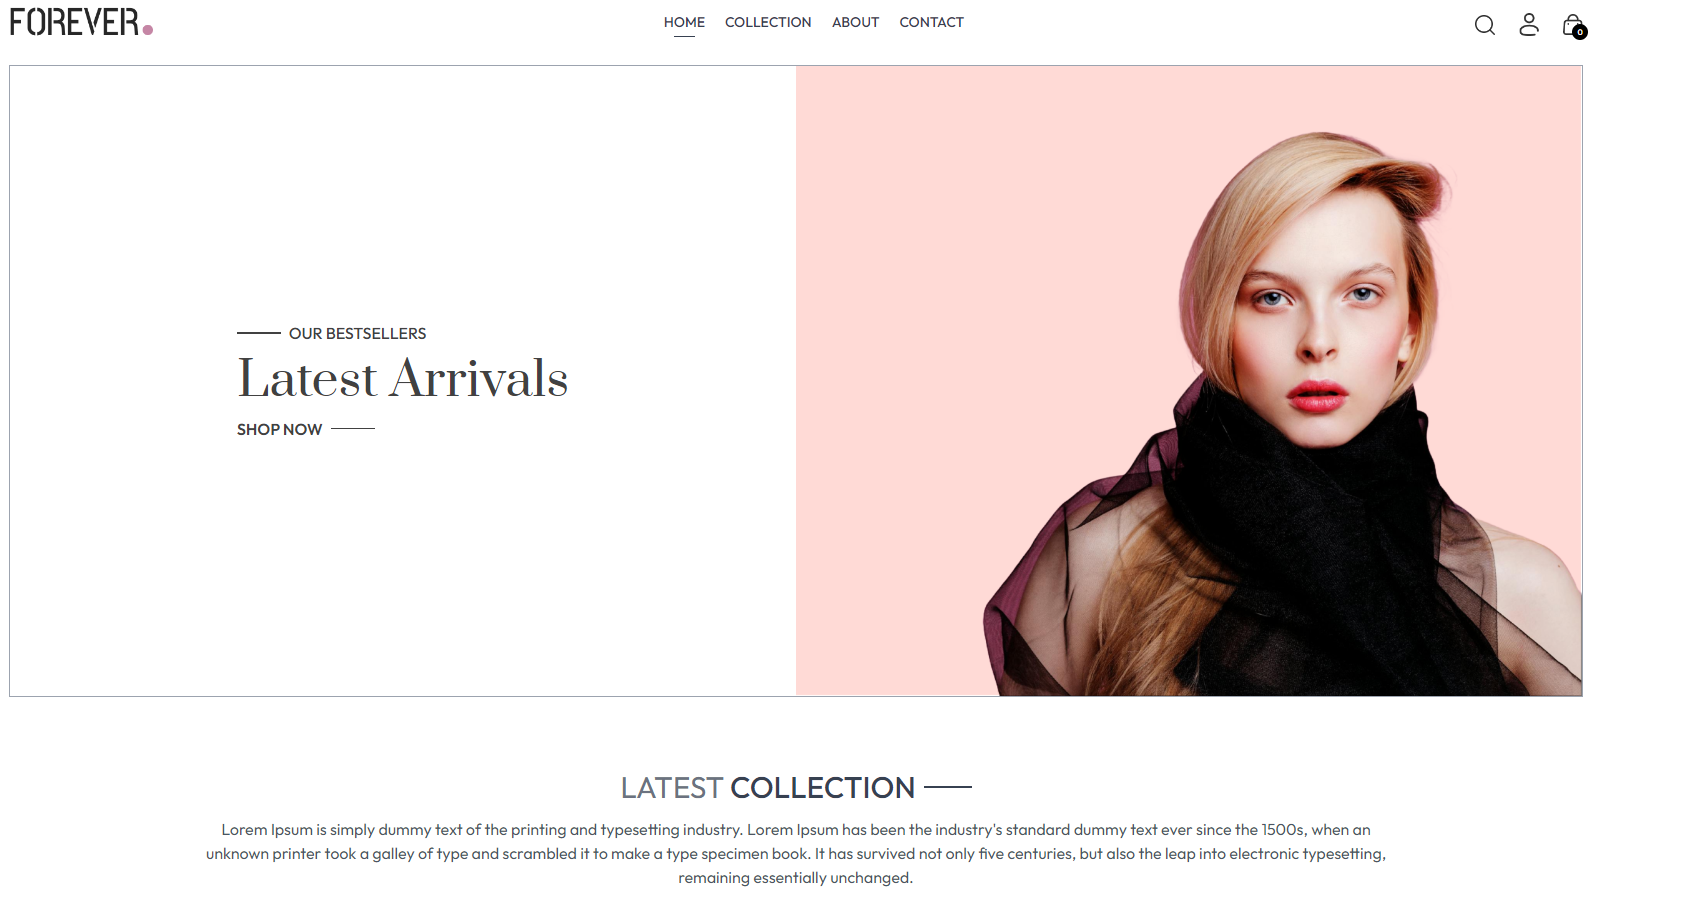 FOREVER.
HOME COLLECTION ABOUT CONTACT
0
OUR BESTSELLERS
Latest Arrivals
SHOP NOW
LATEST COLLECTION
Lorem Ipsum is simply dummy text of the printing and typesetting industry. Lorem Ipsum has been the industry's standard dummy text ever since the 1500s, when an
unknown printer took a galley of type and scrambled it to make a type specimen book. It has survived not only five centuries, but also the leap into electronic typesetting,
remaining essentially unchanged.